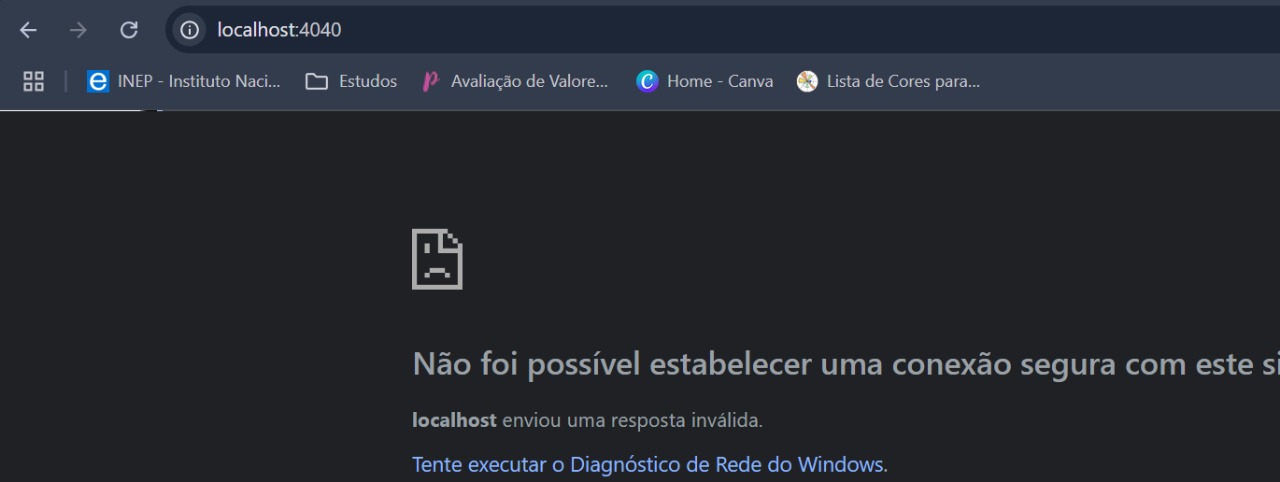 localhost:4040
INEP - Instituto Naci... Estudos Avaliação de Valore... Home - Canva Lista de Cores para...
Não foi possível estabelecer uma conexão segura com este si
localhost enviou uma resposta inválida.
Tente executar o Diagnóstico de Rede do Windows.